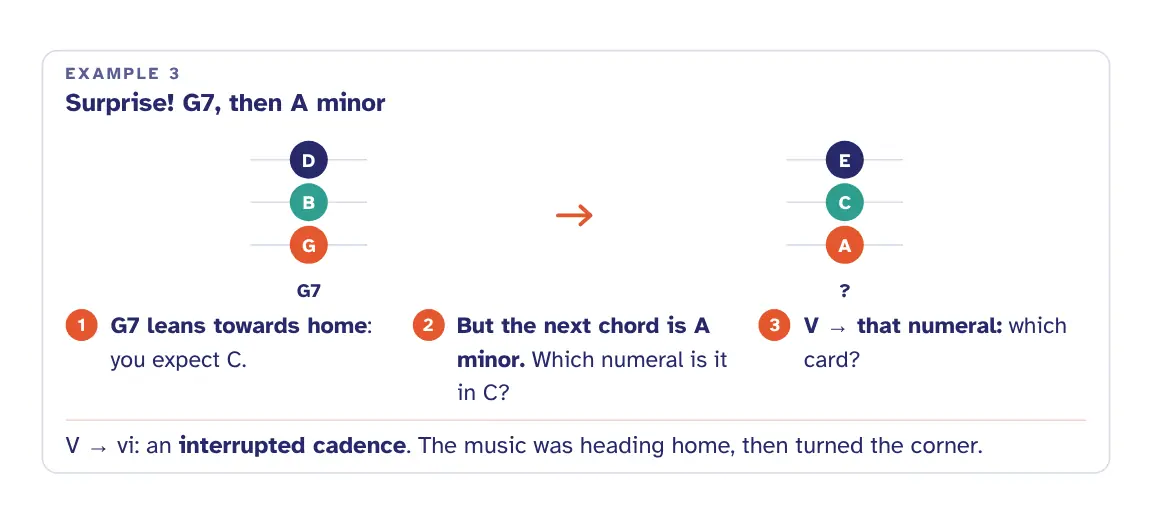 EXAMPLE 3
Surprise! G7, then A minor
D
B
G
G7
→
E
C
A
?
1 G7 leans towards home:
you expect C.
2 But the next chord is A
minor. Which numeral is it
in C?
3 V → that numeral: which
card?
V → vi: an interrupted cadence. The music was heading home, then turned the corner.